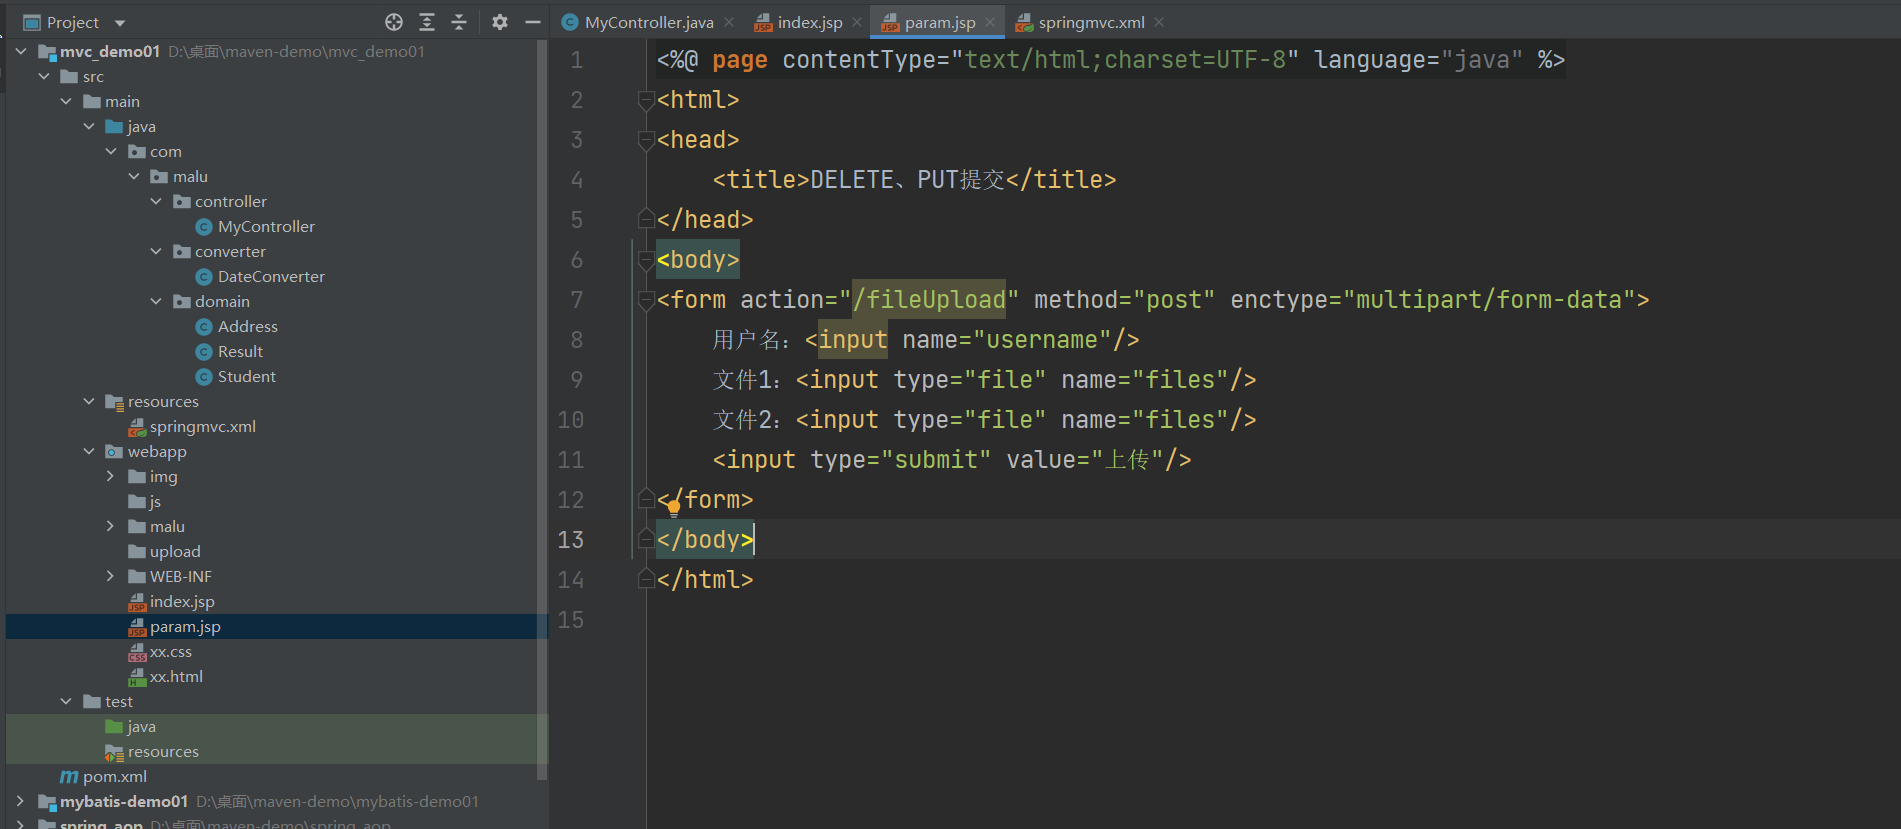 Project
mvc_demo01 D:\桌面\maven-demo\mvc_demo01
src
main
java
com
malu
controller
MyController
converter
DateConverter
domain
Address
Result
Student
resources
springmvc.xml
webapp
img
js
malu
upload
WEB-INF
index.jsp
param.jsp
xx.css
xx.html
test
java
resources
pom.xml
mybatis-demo01 D:\桌面\maven-demo\mybatis-demo01
spring_aop D:\桌面\maven-demo\spring_aop
MyController.java index.jsp param.jsp springmvc.xml
1 <%@ page contentType="text/html;charset=UTF-8" language="java" %>
2 <html>
3 <head>
4 <title>DELETE、PUT提交</title>
5 </head>
6 <body>
7 <form action="/fileUpload" method="post" enctype="multipart/form-data">
8 用户名：<input name="username"/>
9 文件1：<input type="file" name="files"/>
10 文件2：<input type="file" name="files"/>
11 <input type="submit" value="上传"/>
12 </form>
13 </body>
14 </html>
15